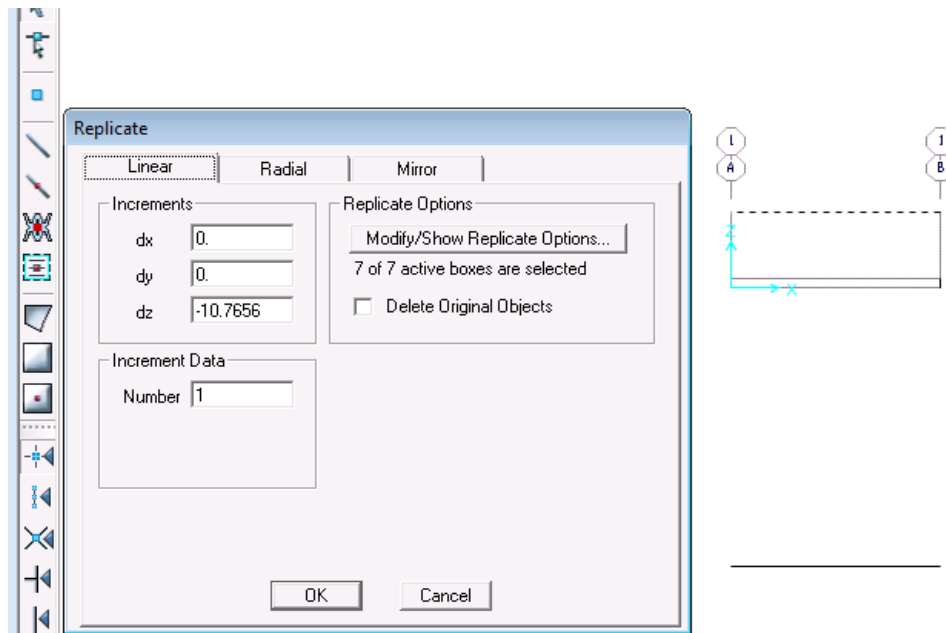 Replicate
Linear Radial Mirror
Increments
dx 0.
dy 0.
dz -10.7656
Replicate Options
Modify/Show Replicate Options...
7 of 7 active boxes are selected
Delete Original Objects
Increment Data
Number 1
OK Cancel
1 1
A B
Z
X